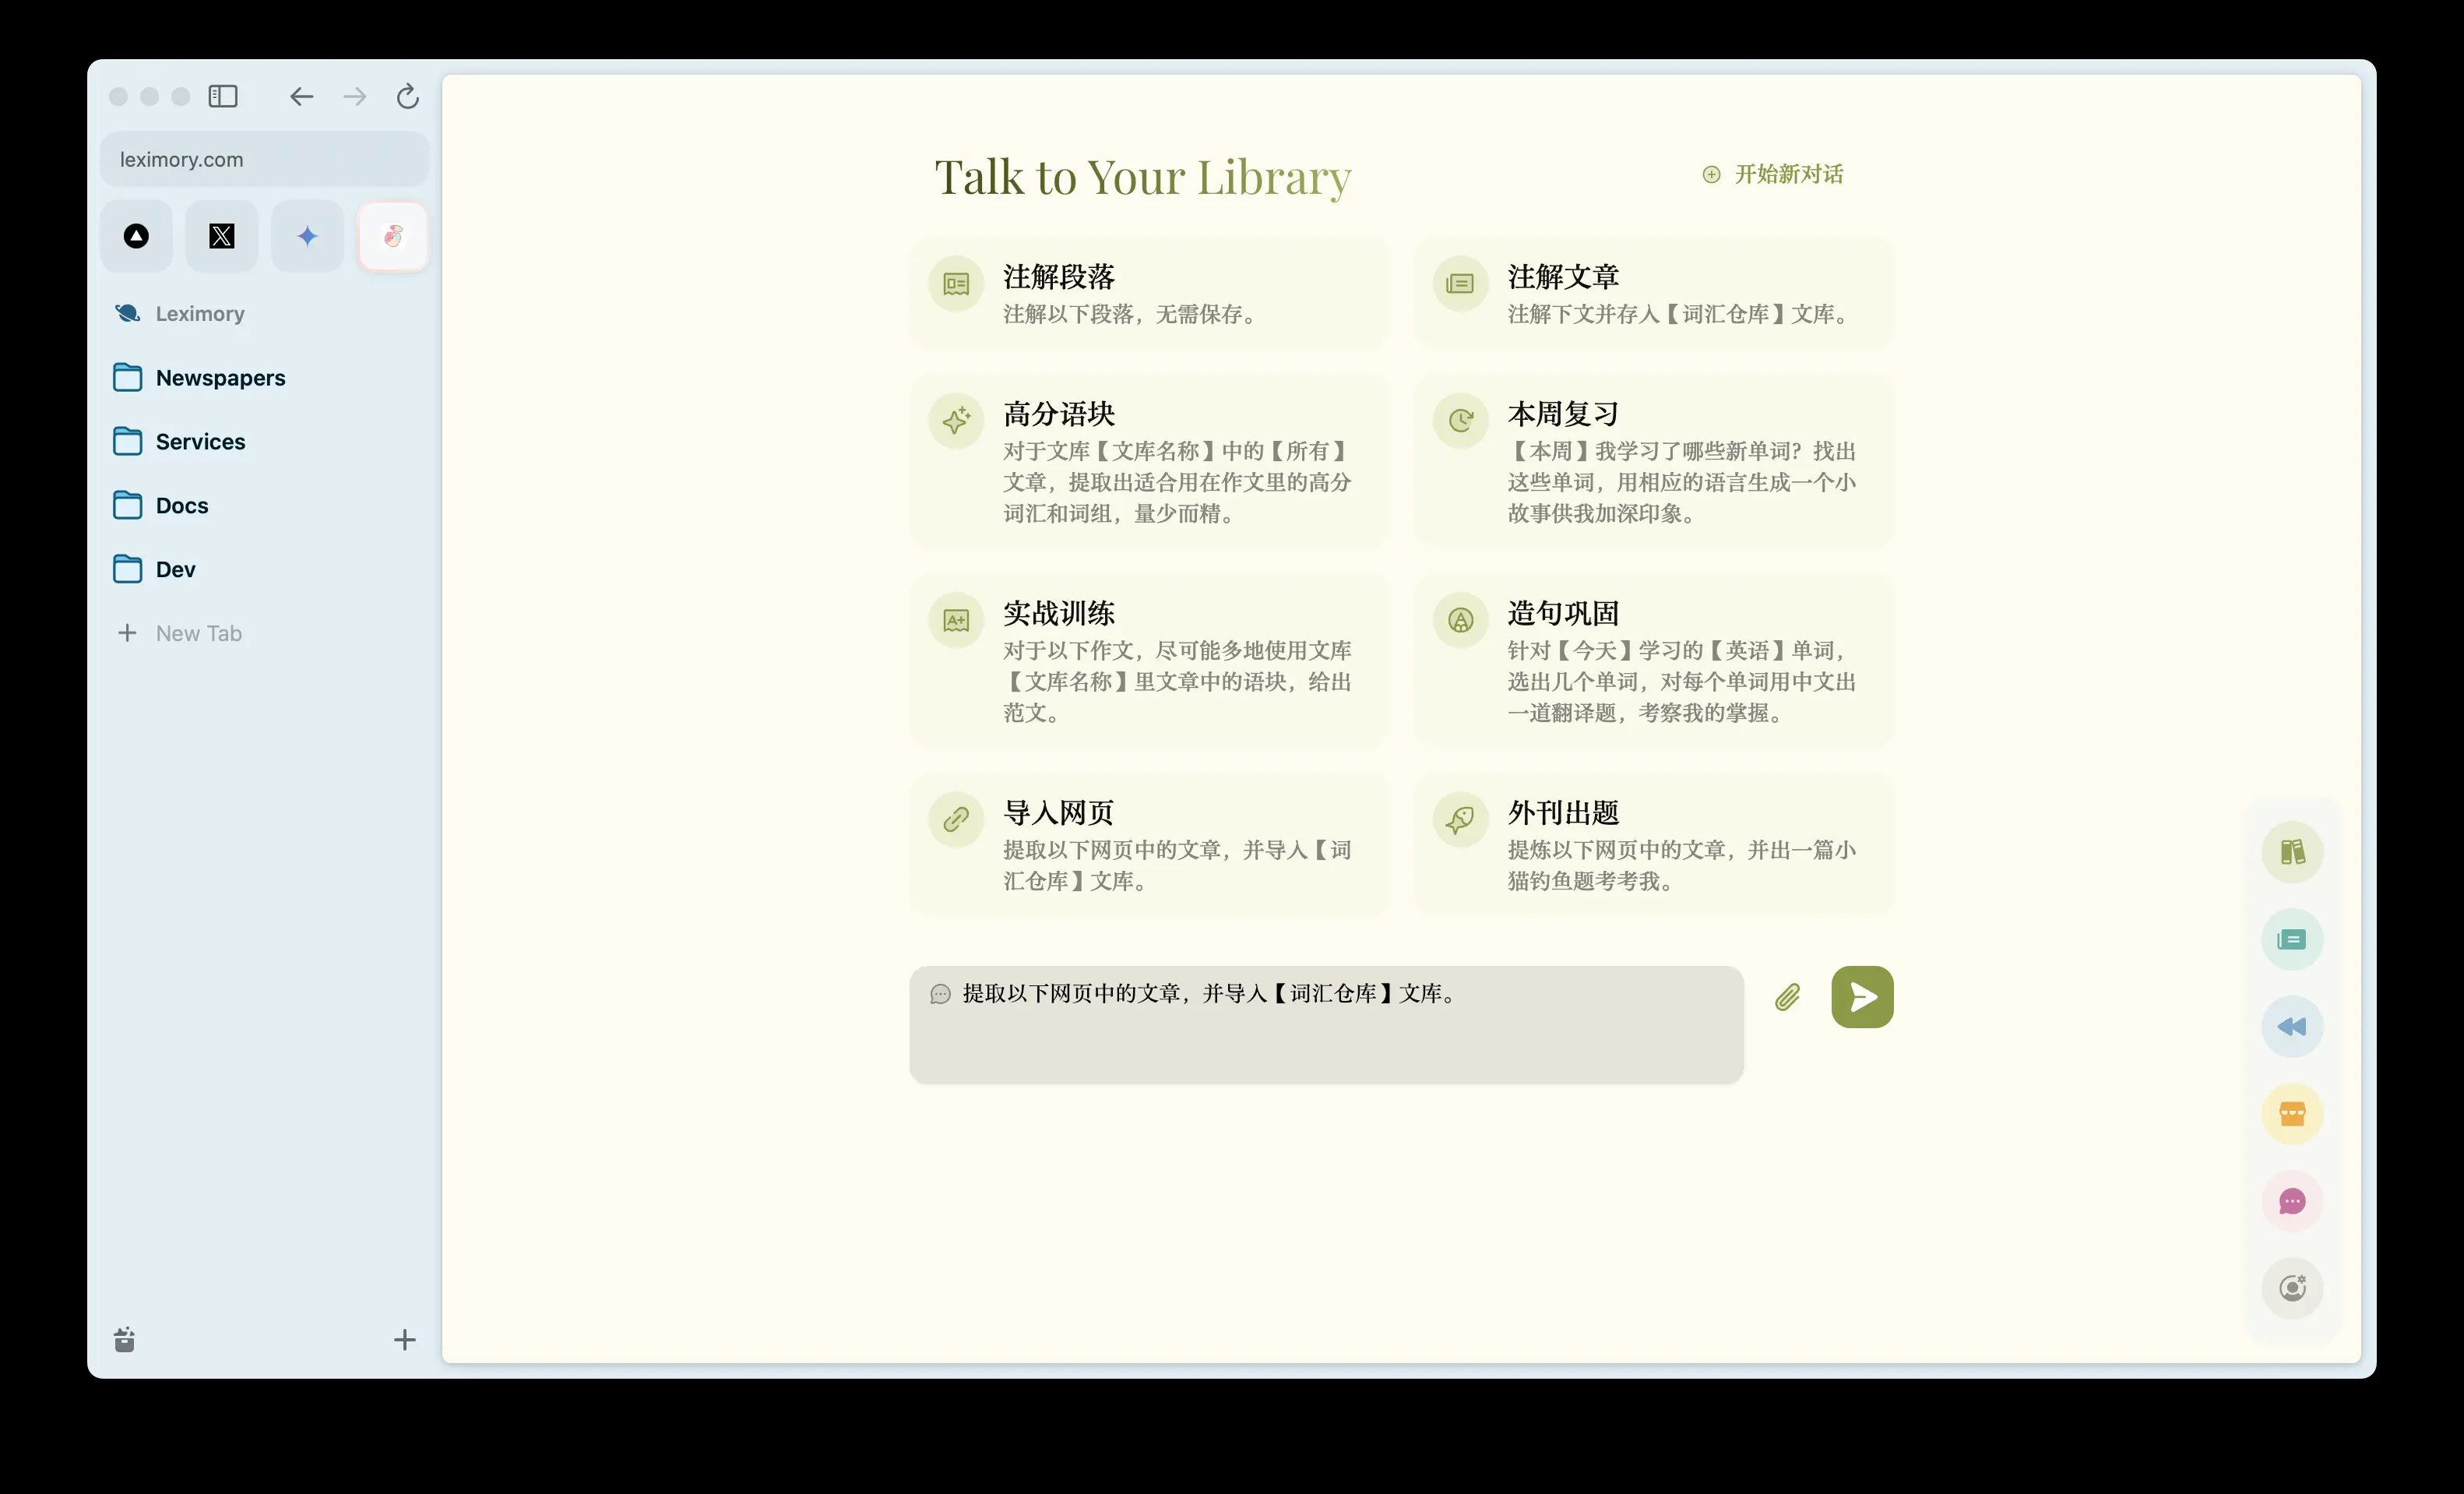 leximory.com
Leximory
Newspapers
Services
Docs
Dev
New Tab
Talk to Your Library
开始新对话
注解段落
注解以下段落，无需保存。
注解文章
注解下文并存入【词汇仓库】文库。
高分语块
对于文库【文库名称】中的【所有】
文章，提取出适合用在作文里的高分
词汇和词组，量少而精。
本周复习
【本周】我学习了哪些新单词？找出
这些单词，用相应的语言生成一个小
故事供我加深印象。
实战训练
对于以下作文，尽可能多地使用文库
【文库名称】里文章中的语块，给出
范文。
造句巩固
针对【今天】学习的【英语】单词，
选出几个单词，对每个单词用中文出
一道翻译题，考察我的掌握。
导入网页
提取以下网页中的文章，并导入【词
汇仓库】文库。
外刊出题
提炼以下网页中的文章，并出一篇小
猫钓鱼题考考我。
提取以下网页中的文章，并导入【词汇仓库】文库。